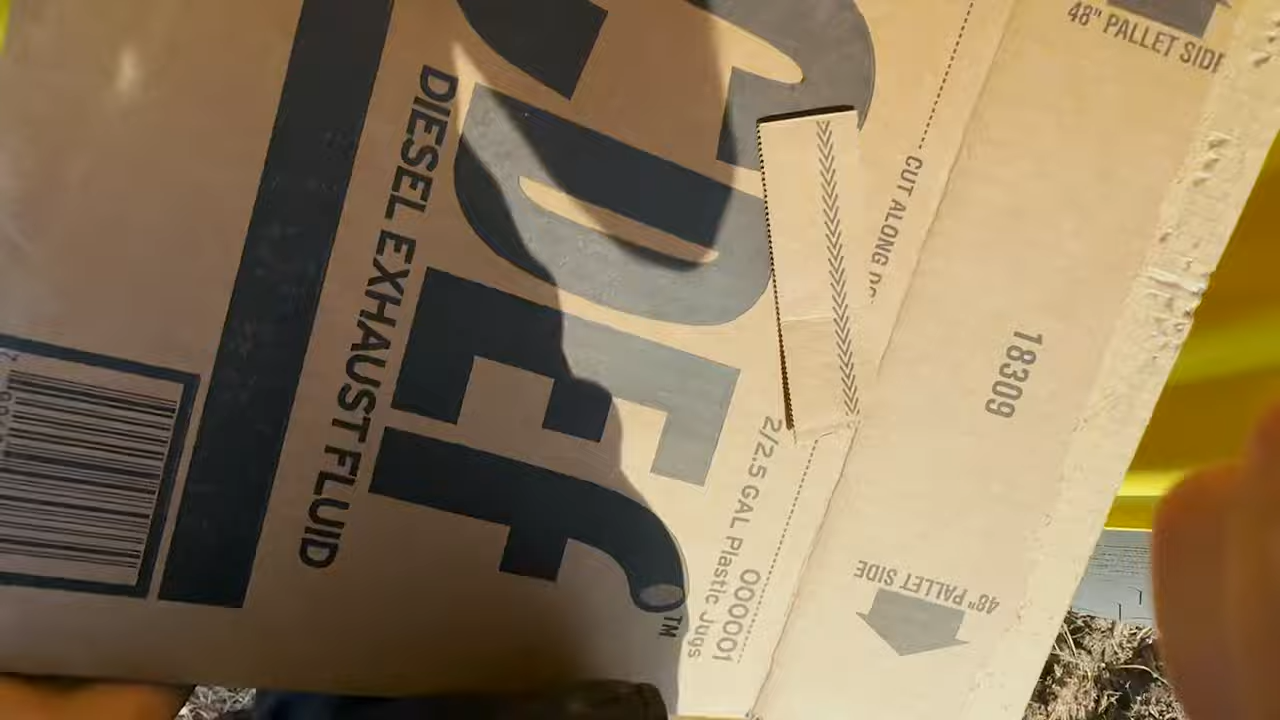 DEF
™
DIESEL EXHAUST FLUID
2/2.5 GAL Plastic Jugs
000001
CUT ALONG
18309
48" PALLET SIDE
48" PALLET SIDE